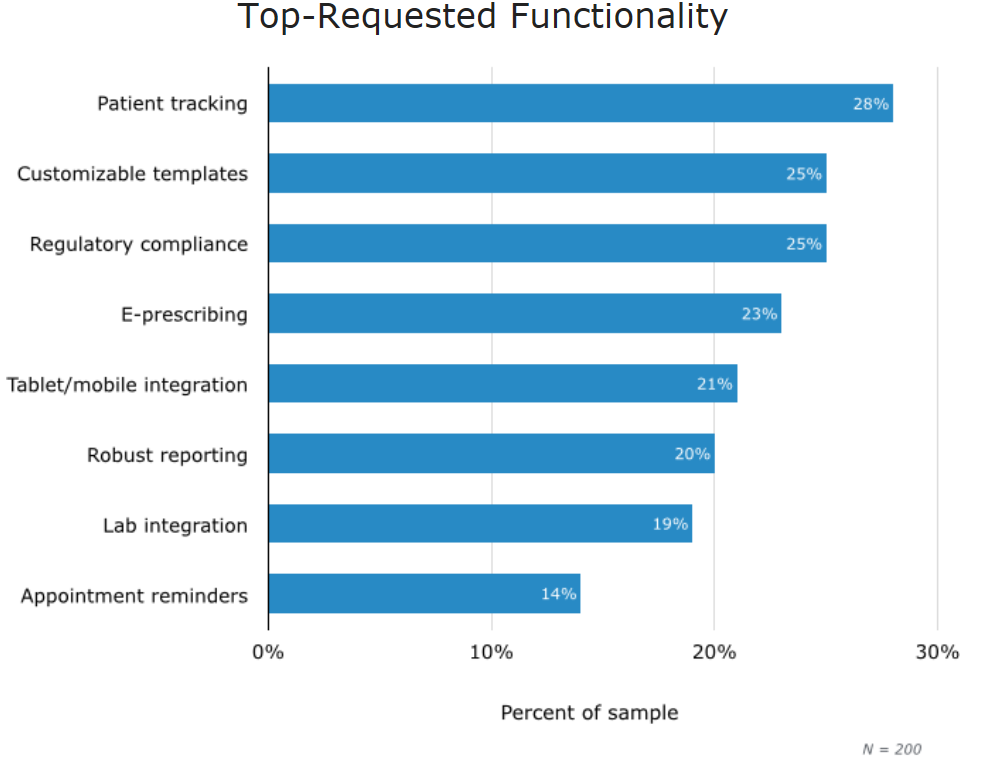 Top-Requested Functionality
Patient tracking 28%
Customizable templates 25%
Regulatory compliance 25%
E-prescribing 23%
Tablet/mobile integration 21%
Robust reporting 20%
Lab integration 19%
Appointment reminders 14%
0% 10% 20% 30%
Percent of sample
N = 200